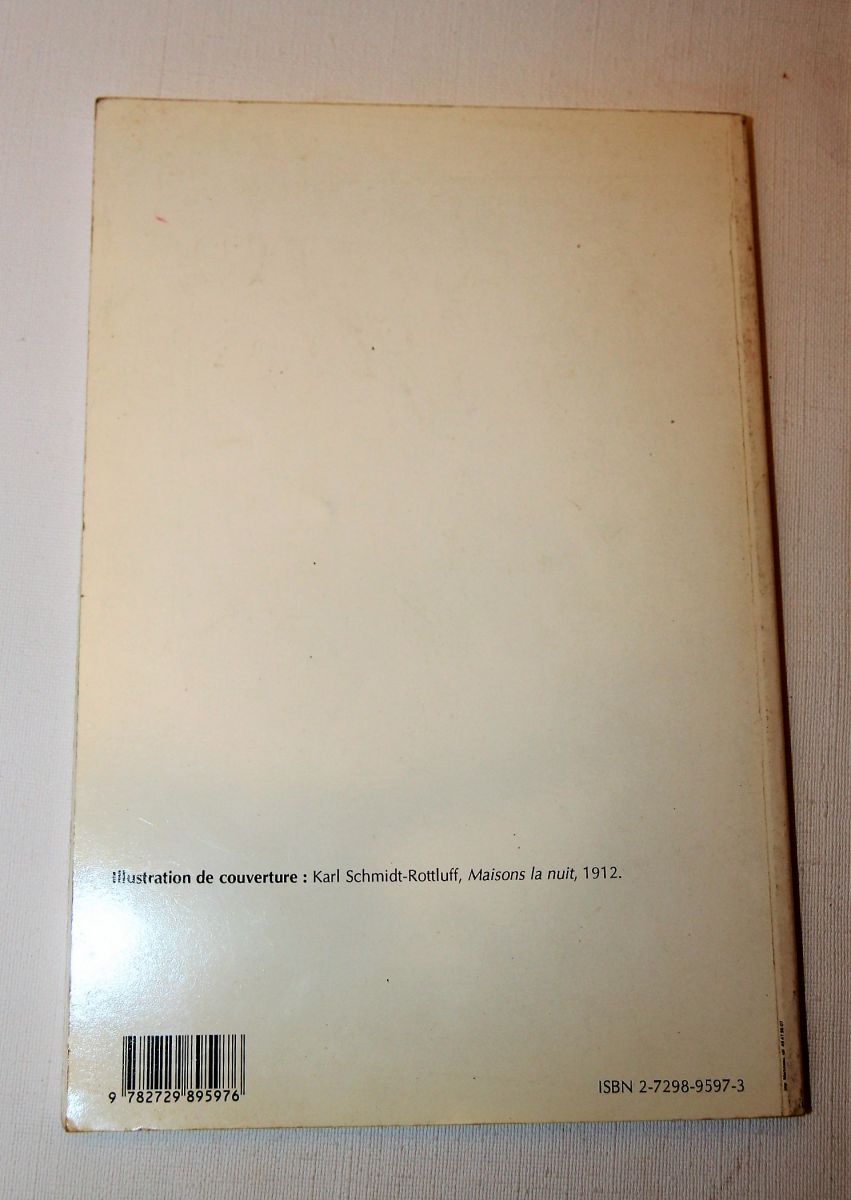 Illustration de couverture : Karl Schmidt-Rottluff, Maisons la nuit, 1912.
9 782729 895976
ISBN 2-7298-9597-3